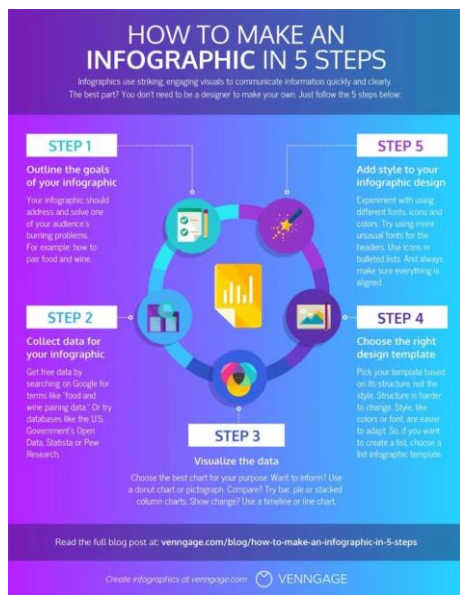 HOW TO MAKE AN
INFOGRAPHIC IN 5 STEPS
Infographics use striking, engaging visuals to communicate information quickly and clearly.
The best part? You don't need to be a designer to make your own. Just follow the 5 steps below:
STEP 1
Outline the goals
of your infographic
Your infographic should
address and solve one
of your audience's
burning problems.
For example: how to
pair food and wine.
STEP 2
Collect data for
your infographic
Get free data by
searching on Google for
terms like "food and
wine pairing data." Or try
databases like the U.S.
Government's Open
Data, Statista or Pew
Research.
STEP 3
Visualize the data
Choose the best chart for your purpose. Want to inform? Use
a donut chart or pictograph. Compare? Try bar, pie or stacked
column charts. Show change? Use a timeline or line chart.
STEP 4
Choose the right
design template
Pick your template based
on its structure, not the
style. Structure is harder
to change. Style, like
colors or font, are easier
to adapt. So, if you want
to create a list, choose a
list infographic template.
STEP 5
Add style to your
infographic design
Experiment with using
different fonts, icons and
colors. Try using more
unusual fonts for the
headers. Use icons in
bulleted lists. And always
make sure everything is
aligned.
Read the full blog post at: venngage.com/blog/how-to-make-an-infographic-in-5-steps
Create infographics at venngage.com VENNGAGE